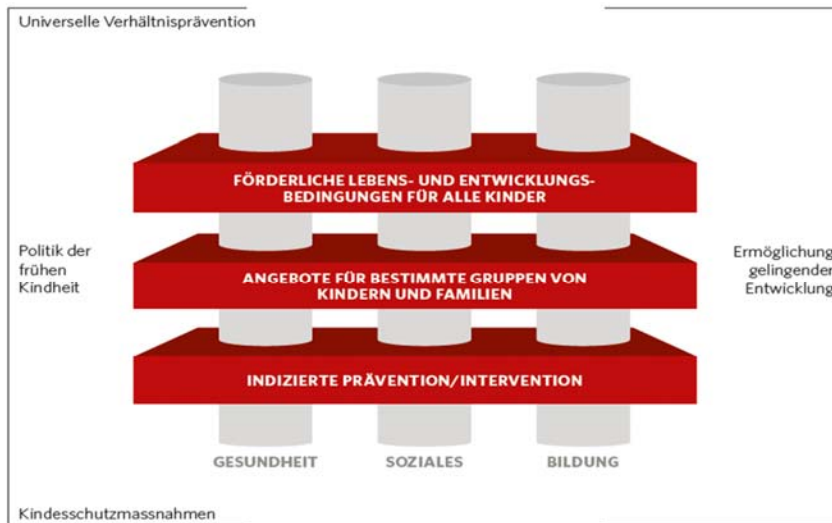 Universelle Verhältnisprävention
FÖRDERLICHE LEBENS- UND ENTWICKLUNGS-
BEDINGUNGEN FÜR ALLE KINDER
Politik der
frühen
Kindheit
ANGEBOTE FÜR BESTIMMTE GRUPPEN VON
KINDERN UND FAMILIEN
Ermöglichung
gelingender
Entwicklung
INDIZIERTE PRÄVENTION/INTERVENTION
GESUNDHEIT SOZIALES BILDUNG
Kindesschutzmassnahmen